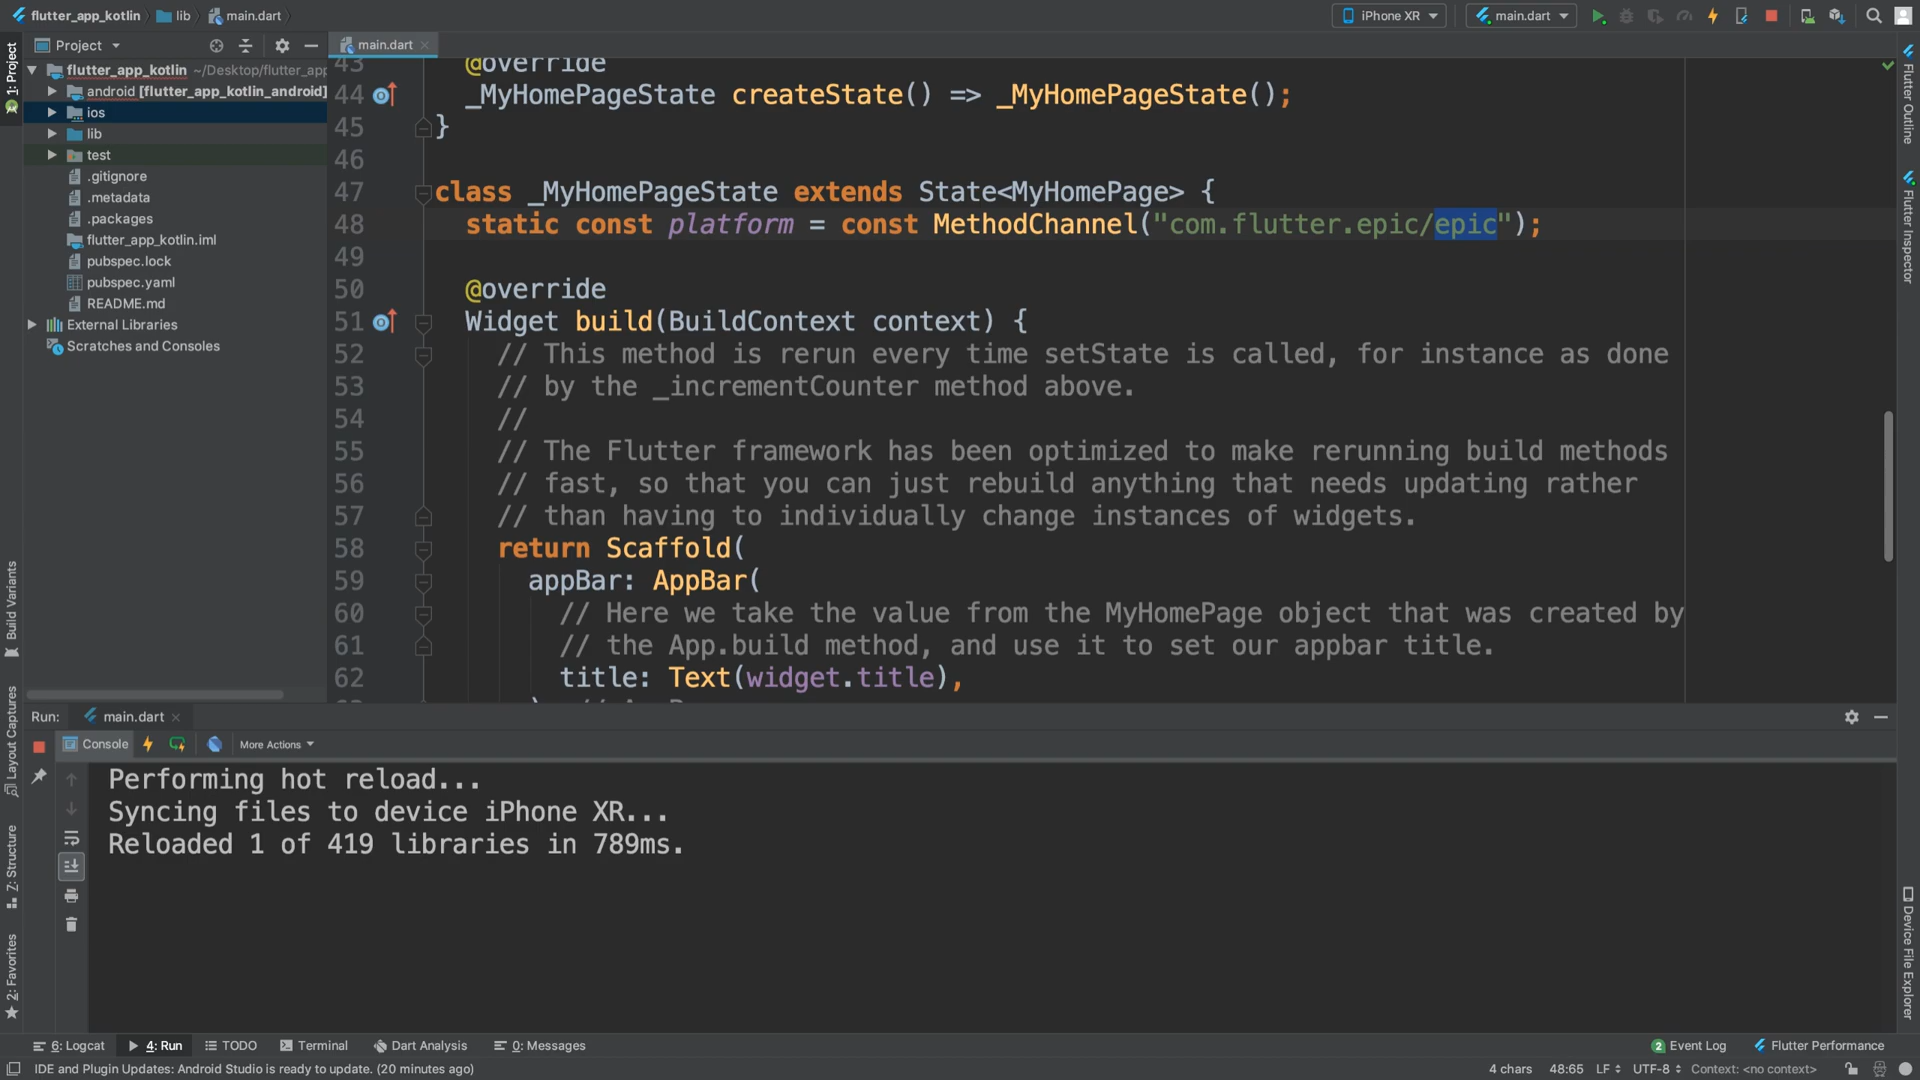 flutter_app_kotlin lib main.dart iPhone XR main.dart
Project main.dart
1: Project
flutter_app_kotlin ~/Desktop/flutter_app
android [flutter_app_kotlin_android]
ios
lib
test
.gitignore
.metadata
.packages
flutter_app_kotlin.iml
pubspec.lock
pubspec.yaml
README.md
External Libraries
Scratches and Consoles
Build Variants
Layout Captures
Z: Structure
2: Favorites
43 @override
44 _MyHomePageState createState() => _MyHomePageState();
45 }
46
47 class _MyHomePageState extends State<MyHomePage> {
48 static const platform = const MethodChannel("com.flutter.epic/epic");
49
50 @override
51 Widget build(BuildContext context) {
52 // This method is rerun every time setState is called, for instance as done
53 // by the _incrementCounter method above.
54 //
55 // The Flutter framework has been optimized to make rerunning build methods
56 // fast, so that you can just rebuild anything that needs updating rather
57 // than having to individually change instances of widgets.
58 return Scaffold(
59 appBar: AppBar(
60 // Here we take the value from the MyHomePage object that was created by
61 // the App.build method, and use it to set our appbar title.
62 title: Text(widget.title),
Flutter Outline
Flutter Inspector
Device File Explorer
Run: main.dart
Console More Actions
Performing hot reload...
Syncing files to device iPhone XR...
Reloaded 1 of 419 libraries in 789ms.
6: Logcat 4: Run TODO Terminal Dart Analysis 0: Messages 2 Event Log Flutter Performance
IDE and Plugin Updates: Android Studio is ready to update. (20 minutes ago) 4 chars 48:65 LF UTF-8 Context: <no context>